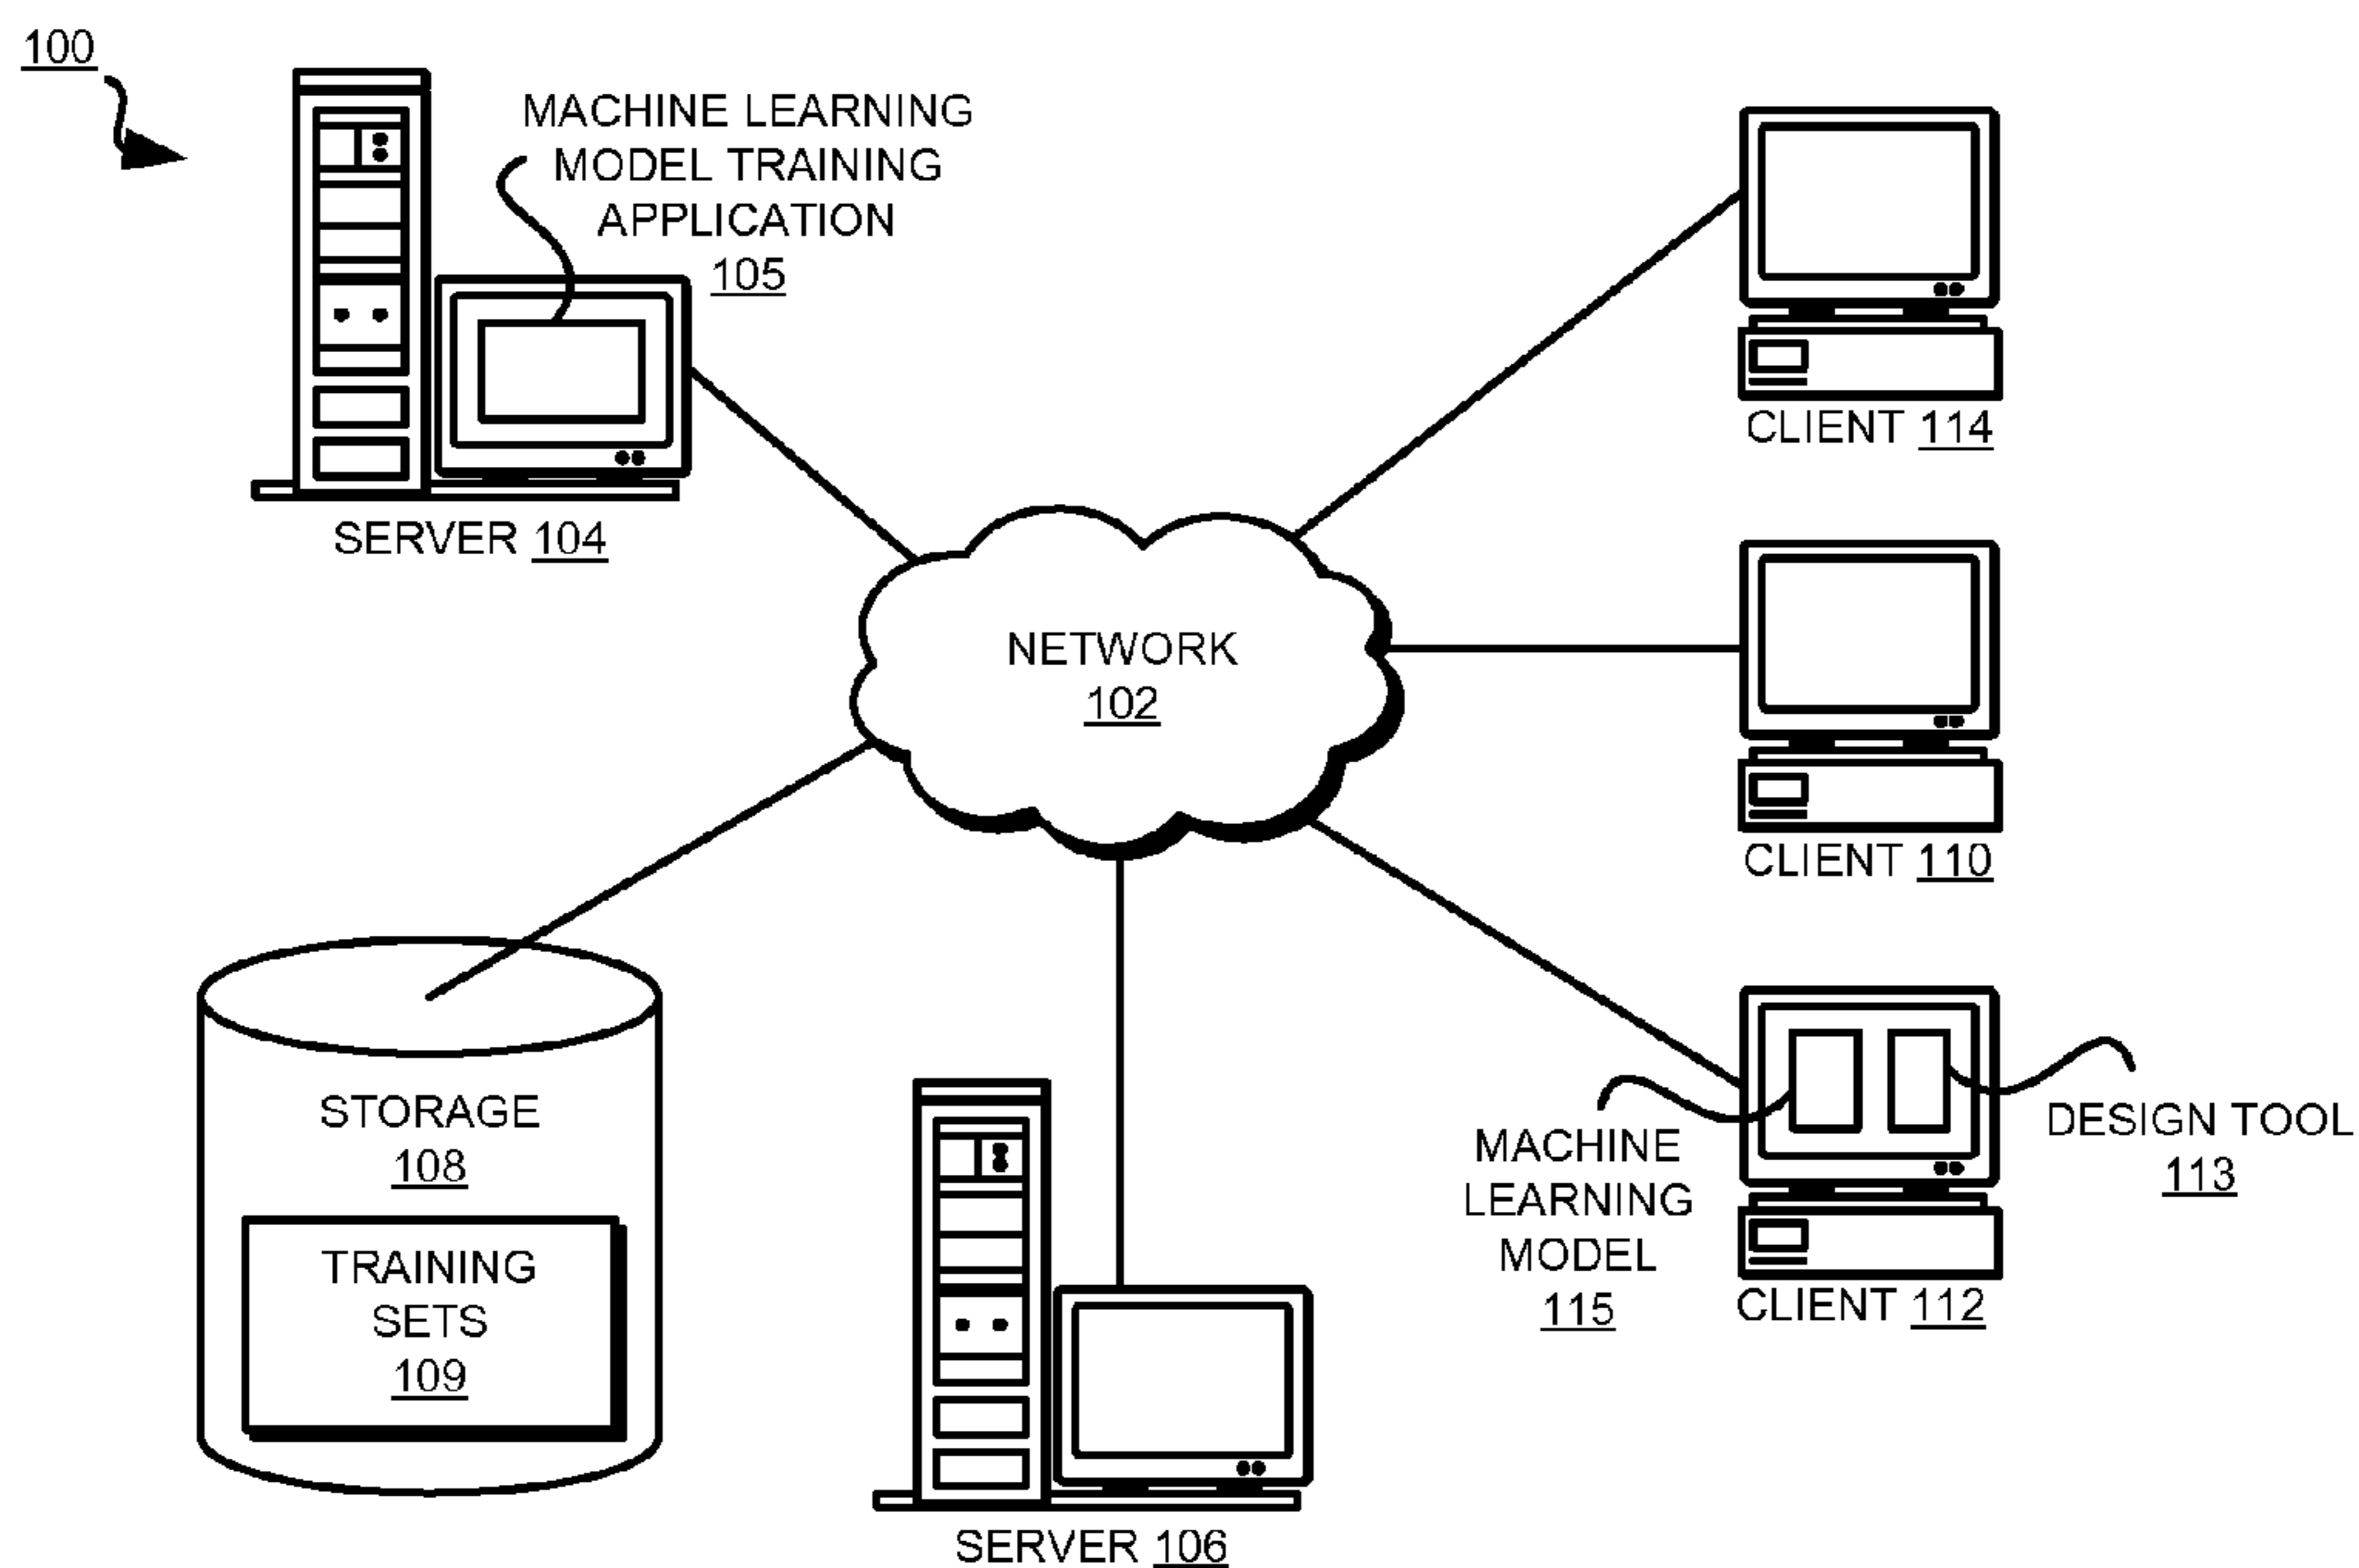 100
MACHINE LEARNING
MODEL TRAINING
APPLICATION
105
SERVER 104
CLIENT 114
NETWORK
102
CLIENT 110
STORAGE
108
TRAINING
SETS
109
MACHINE
LEARNING
MODEL
115
DESIGN TOOL
113
CLIENT 112
SERVER 106